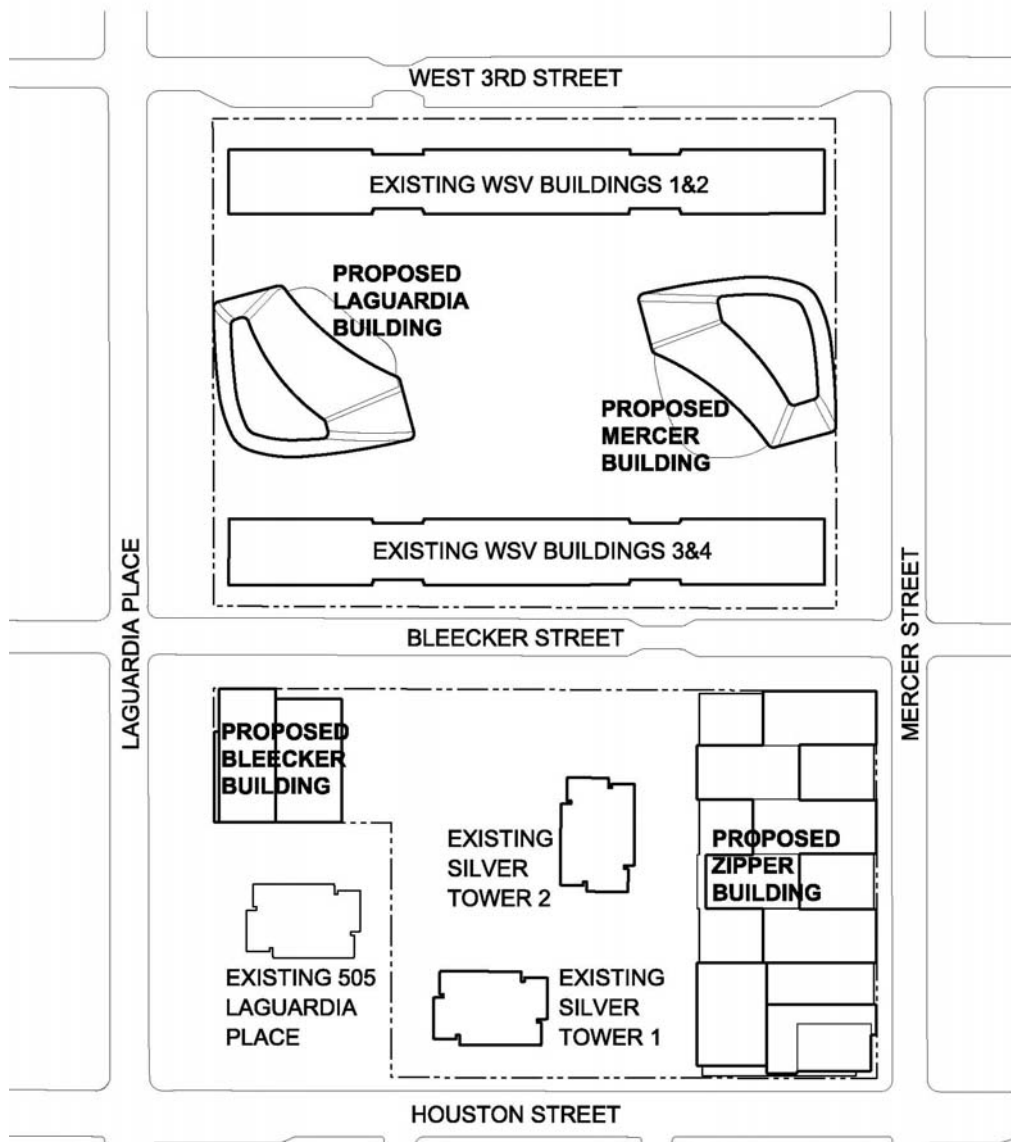 WEST 3RD STREET
EXISTING WSV BUILDINGS 1&2
PROPOSED
LAGUARDIA
BUILDING
PROPOSED
MERCER
BUILDING
EXISTING WSV BUILDINGS 3&4
LAGUARDIA PLACE
BLEECKER STREET
MERCER STREET
PROPOSED
BLEECKER
BUILDING
EXISTING
SILVER
TOWER 2
PROPOSED
ZIPPER
BUILDING
EXISTING 505
LAGUARDIA
PLACE
EXISTING
SILVER
TOWER 1
HOUSTON STREET